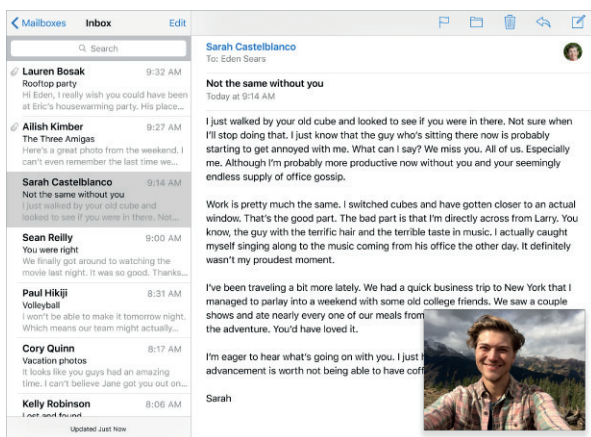 Mailboxes
Inbox
Edit
Search
Lauren Bosak 9:32 AM
Rooftop party
Hi Eden, I really wish you could have been
at Eric's housewarming party. His place...
Ailish Kimber 9:27 AM
The Three Amigas
Here's a great photo from the weekend. I
can't even remember the last time we...
Sarah Castelblanco 9:14 AM
Not the same without you
I just walked by your old cube and
looked to see if you were in there. Not...
Sean Reilly 9:00 AM
You were right
We finally got around to watching the
movie last night. It was so good. Thanks...
Paul Hikiji 8:31 AM
Volleyball
I won't be able to make it tomorrow night.
Which means our team might actually...
Cory Quinn 8:17 AM
Vacation photos
It looks like you guys had an amazing
time. I can't believe Jane got you out on...
Kelly Robinson 8:06 AM
Lost and found
Updated Just Now
Sarah Castelblanco
To: Eden Sears
Not the same without you
Today at 9:14 AM
I just walked by your old cube and looked to see if you were in there. Not sure when
I'll stop doing that. I just know that the guy who's sitting there now is probably
starting to get annoyed with me. What can I say? We miss you. All of us. Especially
me. Although I'm probably more productive now without you and your seemingly
endless supply of office gossip.
Work is pretty much the same. I switched cubes and have gotten closer to an actual
window. That's the good part. The bad part is that I'm directly across from Larry. You
know, the guy with the terrific hair and the terrible taste in music. I actually caught
myself singing along to the music coming from his office the other day. It definitely
wasn't my proudest moment.
I've been traveling a bit more lately. We had a quick business trip to New York that I
managed to parlay into a weekend with some old college friends. We saw a couple
shows and ate nearly every one of our meals from
the adventure. You'd have loved it.
I'm eager to hear what's going on with you. I just
advancement is worth not being able to have
Sarah